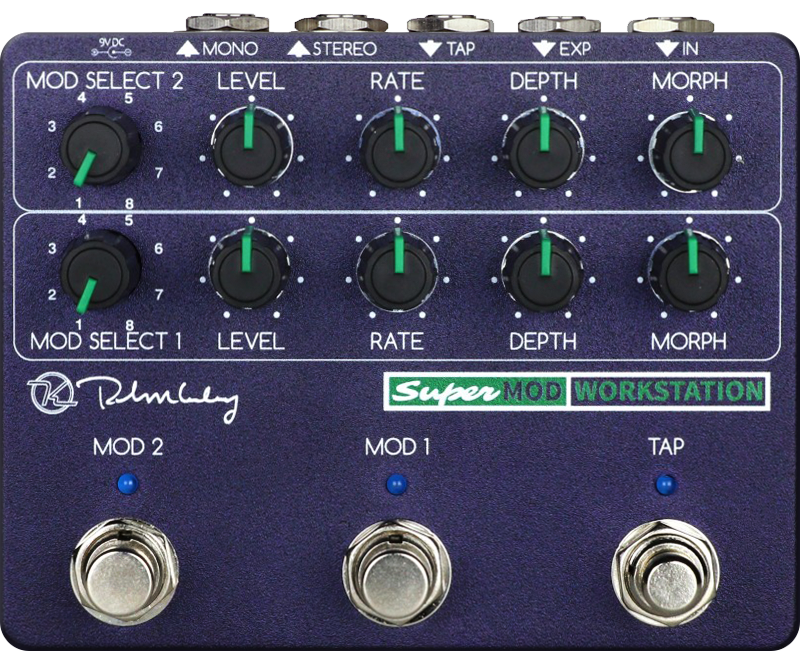 9V DC
MONO STEREO TAP EXP IN
MOD SELECT 2 LEVEL RATE DEPTH MORPH
4 5
3 6
2 7
1 8
4 5
3 6
2 7
1 8
MOD SELECT 1 LEVEL RATE DEPTH MORPH
Super MOD WORKSTATION
MOD 2 MOD 1 TAP